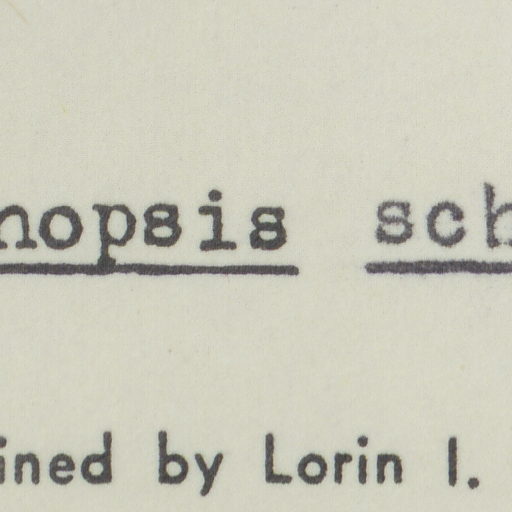 nopsis sch
ined by Lorin I.